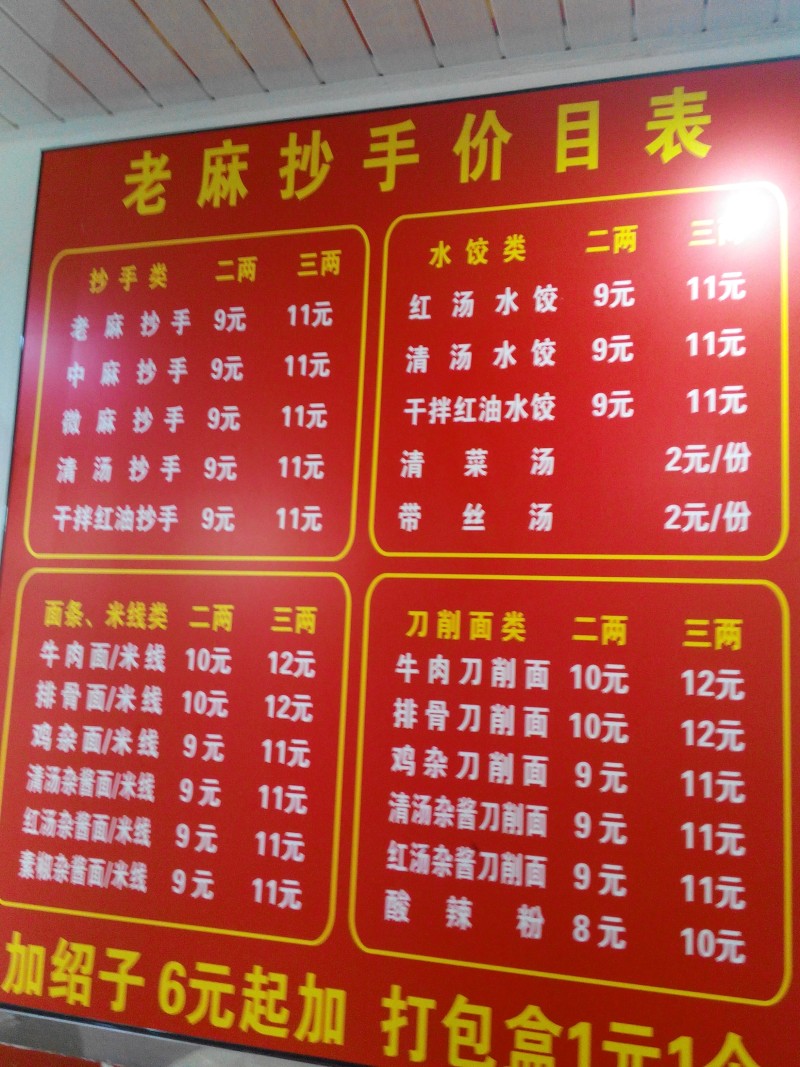 老麻抄手价目表
抄手类 二两 三两
老麻抄手 9元 11元
中麻抄手 9元 11元
微麻抄手 9元 11元
清汤抄手 9元 11元
干拌红油抄手 9元 11元
水饺类 二两 三两
红汤水饺 9元 11元
清汤水饺 9元 11元
干拌红油水饺 9元 11元
清菜汤 2元/份
带丝汤 2元/份
面条、米线类 二两 三两
牛肉面/米线 10元 12元
排骨面/米线 10元 12元
鸡杂面/米线 9元 11元
清汤杂酱面/米线 9元 11元
红汤杂酱面/米线 9元 11元
素椒杂酱面/米线 9元 11元
刀削面类 二两 三两
牛肉刀削面 10元 12元
排骨刀削面 10元 12元
鸡杂刀削面 9元 11元
清汤杂酱刀削面 9元 11元
红汤杂酱刀削面 9元 11元
酸辣粉 8元 10元
加绍子6元起加 打包盒1元1个